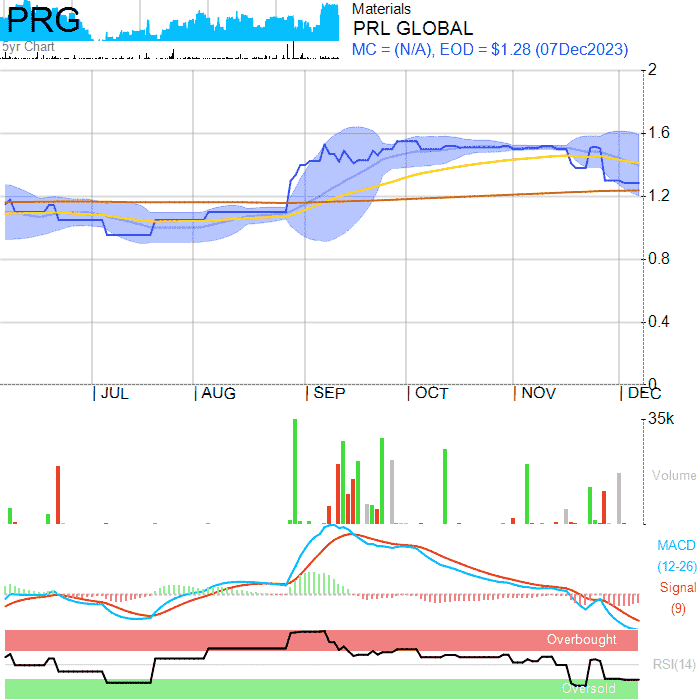 PRG
5yr Chart
Materials
PRL GLOBAL
MC = (N/A), EOD = $1.28 (07Dec2023)
2
1.6
1.2
0.8
0.4
0
JUL AUG SEP OCT NOV DEC
35k
Volume
MACD
(12-26)
Signal
(9)
Overbought
RSI(14)
Oversold